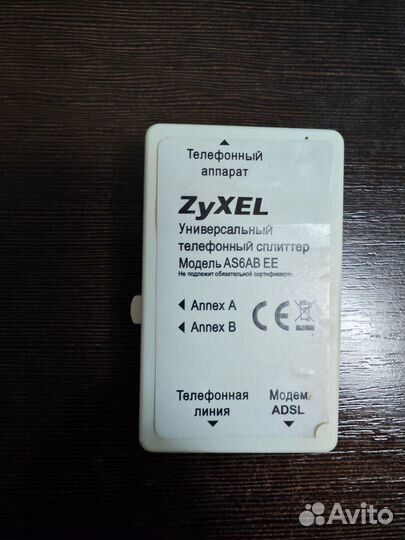 Телефонный
аппарат
ZyXEL
Универсальный
телефонный сплиттер
Модель AS6AB EE
Не подлежит обязательной сертификации
Annex A
Annex B
CE
Телефонная
линия
Модем
ADSL
Avito